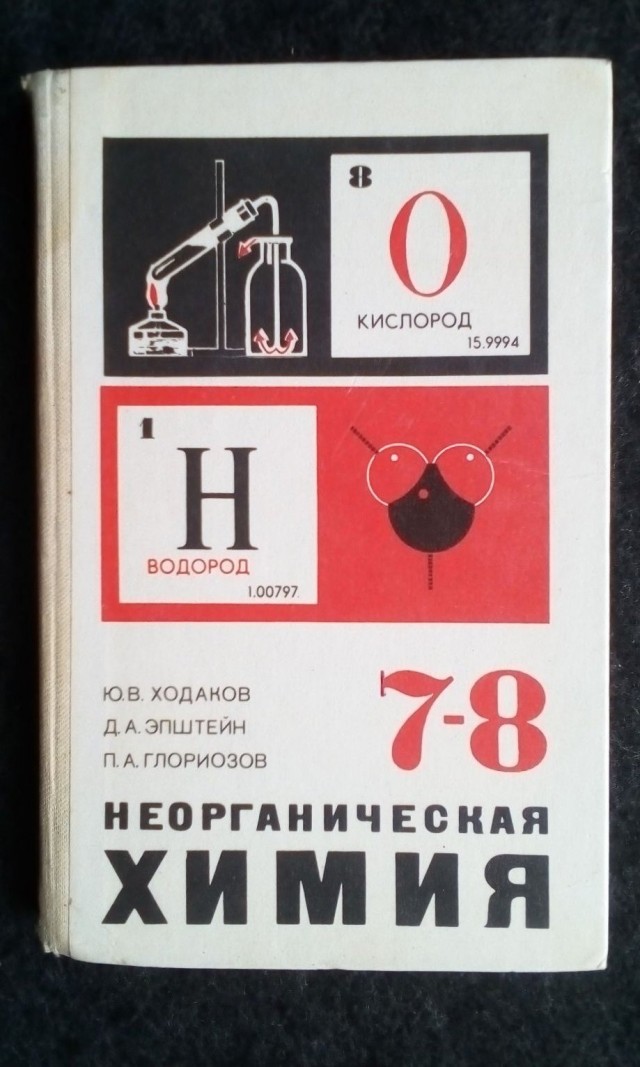 8
О
КИСЛОРОД
15.9994
1
Н
ВОДОРОД
1.00797
Ю.В. ХОДАКОВ
Д.А. ЭПШТЕЙН
П.А. ГЛОРИОЗОВ
7-8
НЕОРГАНИЧЕСКАЯ
ХИМИЯ